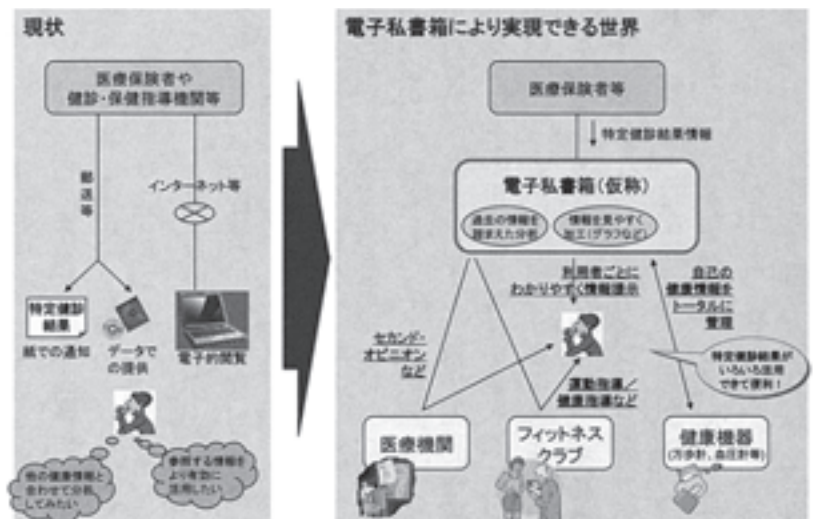 現状
医療保険者や
健診・保健指導機関等
郵送等
インターネット等
特定健診
結果
紙での通知
データで
の提供
電子的閲覧
他の健康情報と
合わせて分析
してみたい
参照する情報を
より有効に
活用したい
電子私書箱により実現できる世界
医療保険者等
特定健診結果情報
電子私書箱(仮称)
過去の情報を
踏まえた分析
情報を見やすく
加工(グラフなど)
利用者ごとに
わかりやすく情報提示
自己の
健康情報を
トータルに
管理
セカンド・
オピニオン
など
運動指導/
健康指導など
特定健診結果が
いろいろ活用
できて便利!
医療機関
フィットネス
クラブ
健康機器
(万歩計、血圧計等)